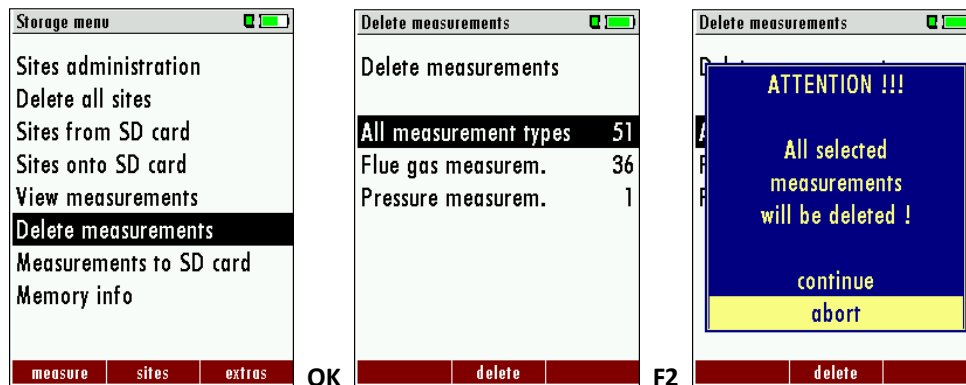 Storage menu
Sites administration
Delete all sites
Sites from SD card
Sites onto SD card
View measurements
Delete measurements
Measurements to SD card
Memory info
measure sites extras
OK
Delete measurements
Delete measurements
All measurement types 51
Flue gas measurem. 36
Pressure measurem. 1
delete
F2
Delete measurements
ATTENTION !!!
All selected
measurements
will be deleted !
continue
abort
delete